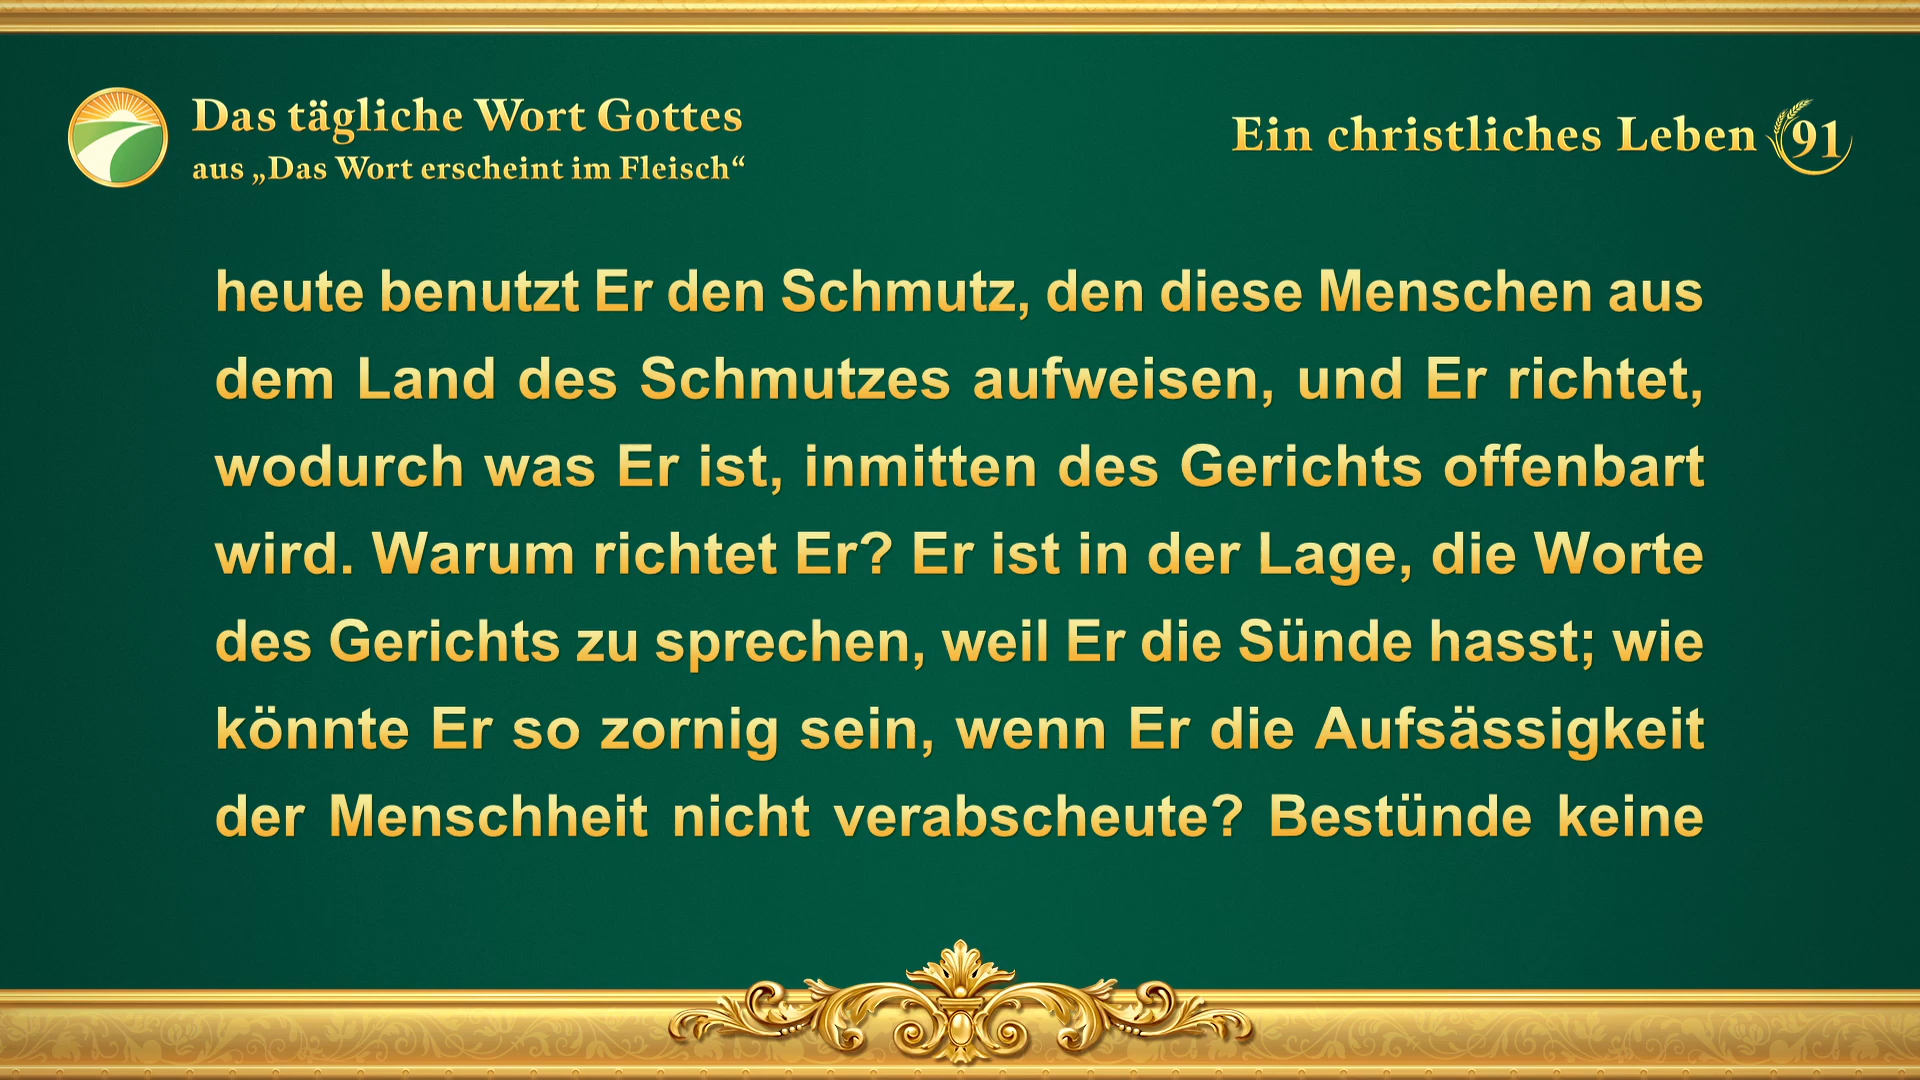 Das tägliche Wort Gottes
aus „Das Wort erscheint im Fleisch“
Ein christliches Leben 91
heute benutzt Er den Schmutz, den diese Menschen aus
dem Land des Schmutzes aufweisen, und Er richtet,
wodurch was Er ist, inmitten des Gerichts offenbart
wird. Warum richtet Er? Er ist in der Lage, die Worte
des Gerichts zu sprechen, weil Er die Sünde hasst; wie
könnte Er so zornig sein, wenn Er die Aufsässigkeit
der Menschheit nicht verabscheute? Bestünde keine